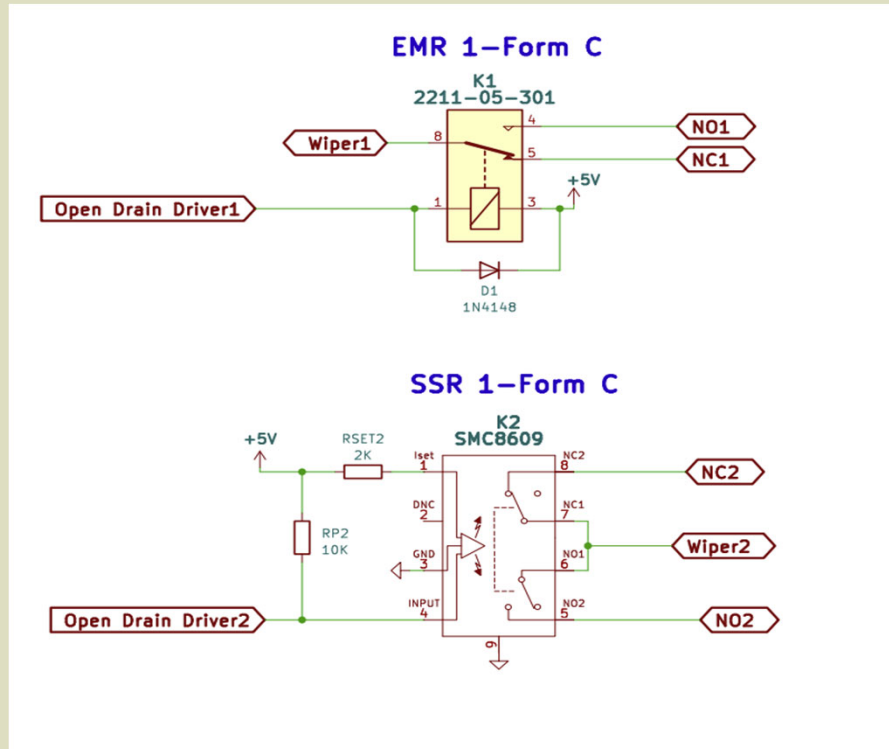 EMR 1-Form C
K1
2211-05-301
4
NO1
8
Wiper1
5
NC1
+5V
Open Drain Driver1
1
3
D1
1N4148
SSR 1-Form C
K2
SMC8609
+5V
RSET2
2K
Iset
1
NC2
8
NC2
DNC
2
NC1
7
RP2
10K
Wiper2
GND
3
NO1
6
INPUT
4
NO2
5
Open Drain Driver2
NO2
9